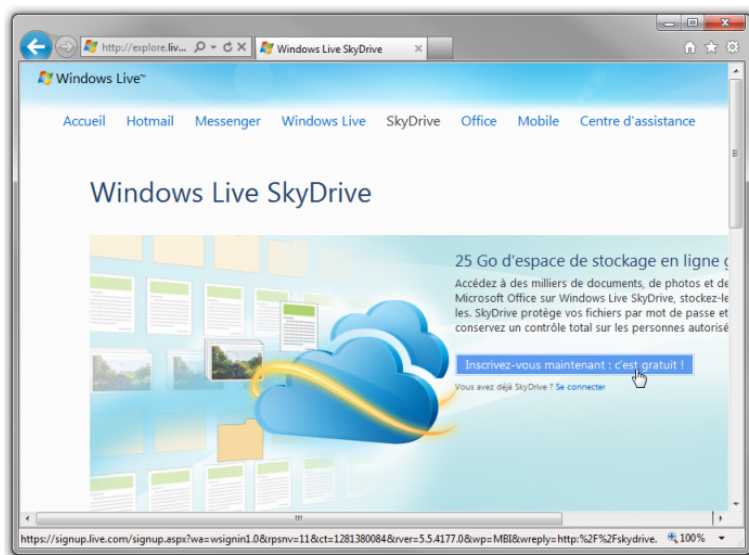 http://explore.liv...
Windows Live SkyDrive
Windows Live™
Accueil Hotmail Messenger Windows Live SkyDrive Office Mobile Centre d'assistance
Windows Live SkyDrive
25 Go d'espace de stockage en ligne g
Accédez à des milliers de documents, de photos et de
Microsoft Office sur Windows Live SkyDrive, stockez-le
les. SkyDrive protège vos fichiers par mot de passe et
conservez un contrôle total sur les personnes autorisé
Inscrivez-vous maintenant : c'est gratuit !
Vous avez déjà SkyDrive ? Se connecter
https://signup.live.com/signup.aspx?wa=wsignin1.0&rpsnv=11&ct=1281380084&rver=5.5.4177.0&wp=MBI&wreply=http:%2F%2Fskydrive. 100%